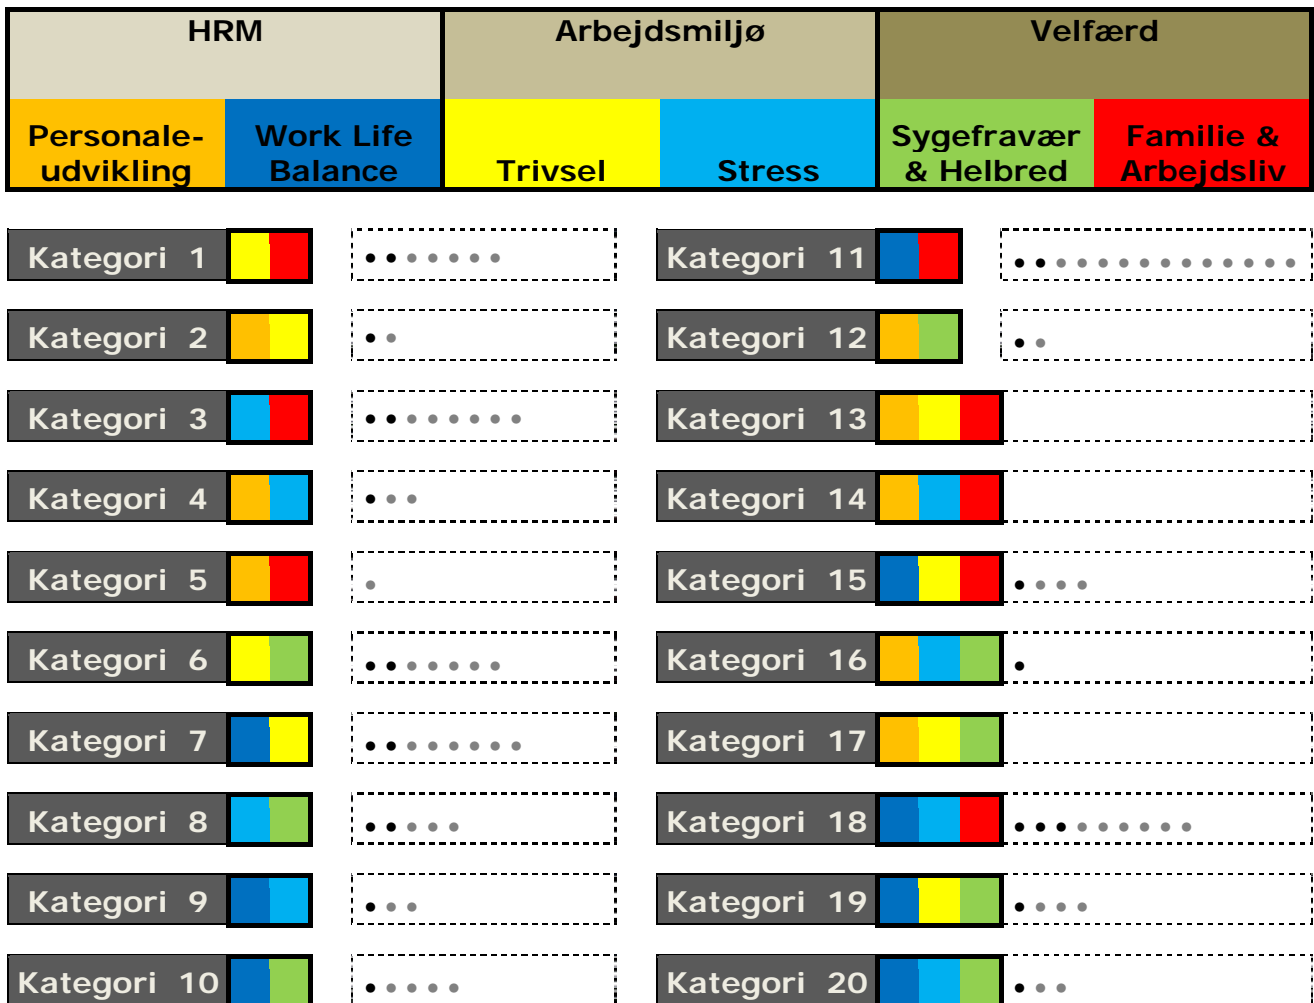 HRM
Arbejdsmiljø
Velfærd
Personale-
udvikling
Work Life
Balance
Trivsel
Stress
Sygefravær
& Helbred
Familie &
Arbejdsliv
Kategori 1
Kategori 11
Kategori 2
Kategori 12
Kategori 3
Kategori 13
Kategori 4
Kategori 14
Kategori 5
Kategori 15
Kategori 6
Kategori 16
Kategori 7
Kategori 17
Kategori 8
Kategori 18
Kategori 9
Kategori 19
Kategori 10
Kategori 20